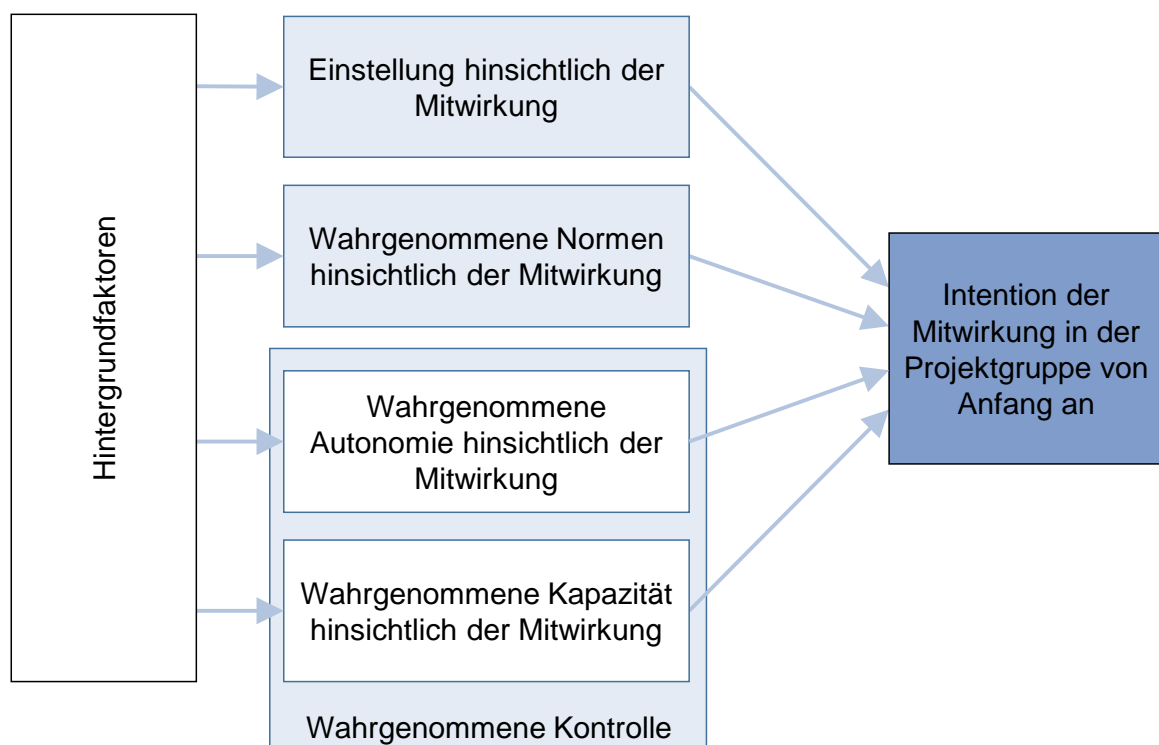 Hintergrundfaktoren
Einstellung hinsichtlich der
Mitwirkung
Wahrgenommene Normen
hinsichtlich der Mitwirkung
Wahrgenommene
Autonomie hinsichtlich der
Mitwirkung
Wahrgenommene Kapazität
hinsichtlich der Mitwirkung
Wahrgenommene Kontrolle
Intention der
Mitwirkung in der
Projektgruppe von
Anfang an